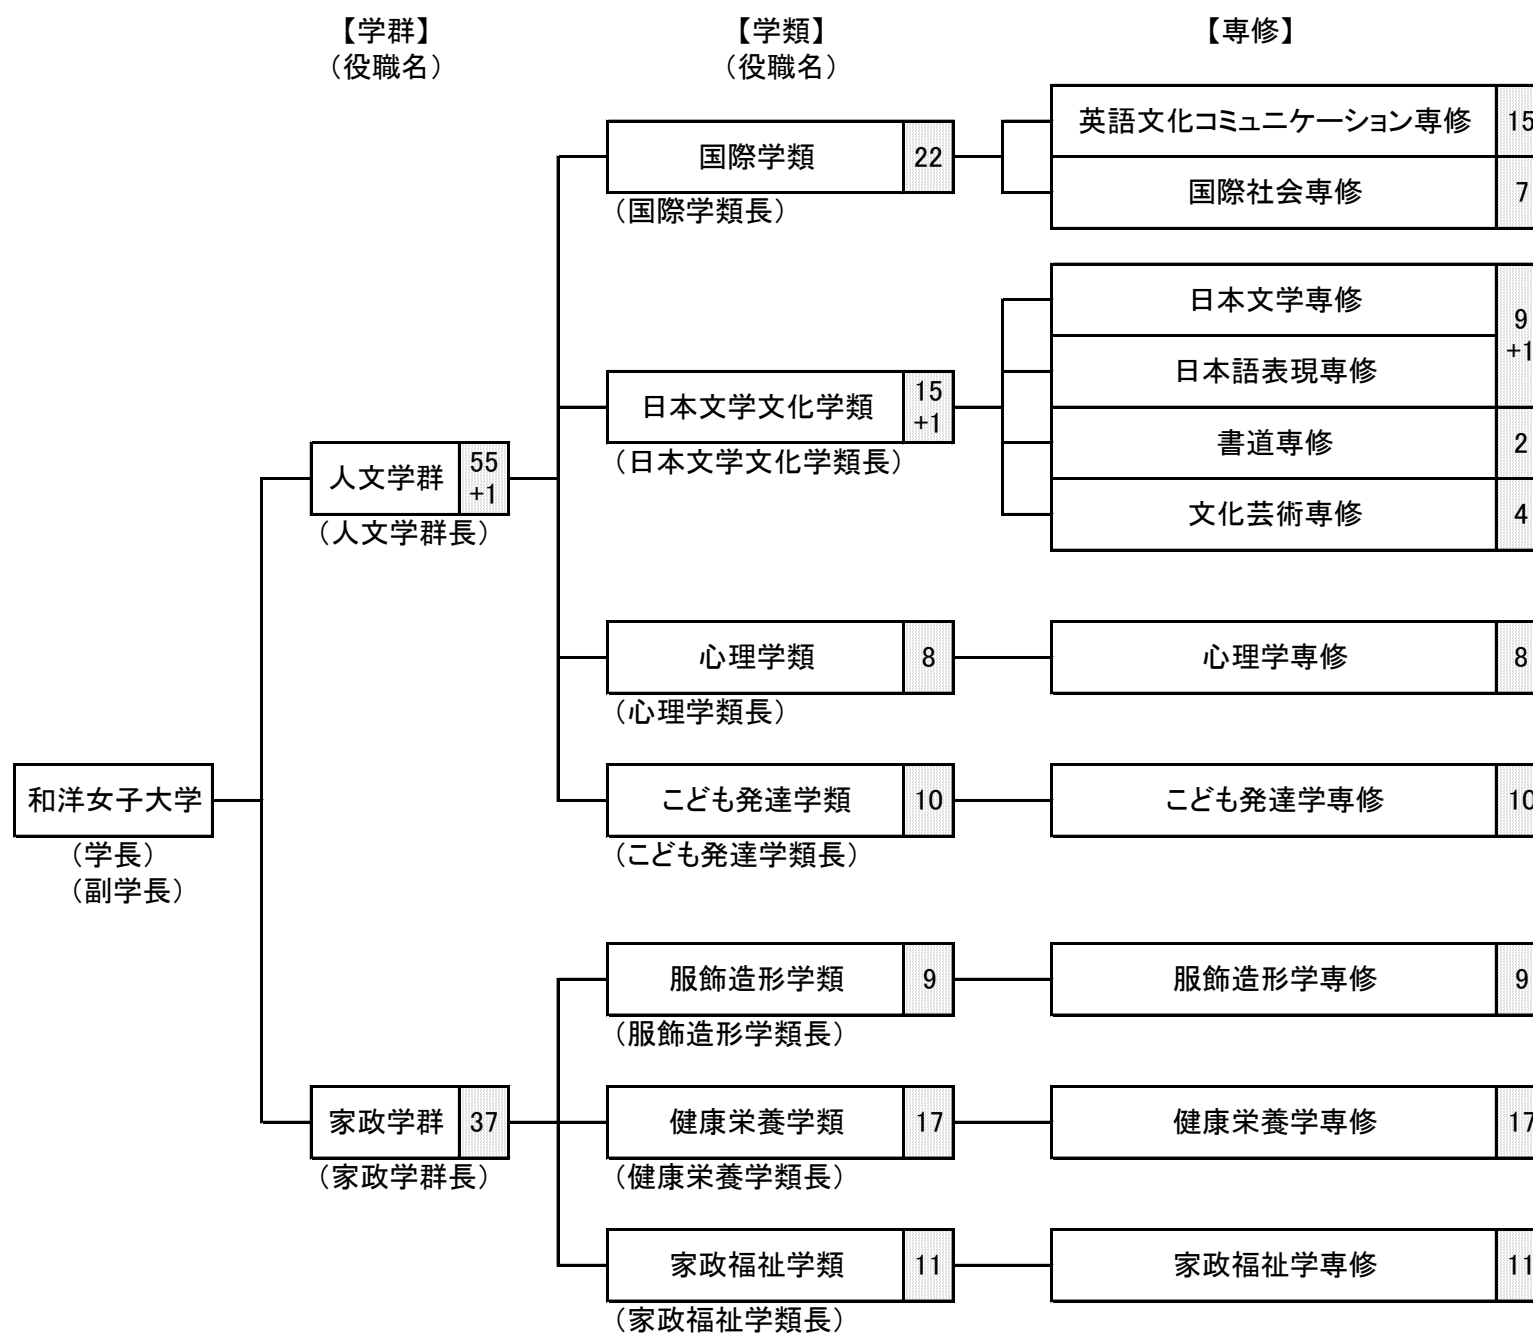 【学群】
（役職名）
【学類】
（役職名）
【専修】
国際学類 22
（国際学類長）
英語文化コミュニケーション専修 15
国際社会専修 7
日本文学文化学類 15
+1
（日本文学文化学類長）
日本文学専修
日本語表現専修
9
+1
書道専修 2
文化芸術専修 4
人文学群 55
+1
（人文学群長）
心理学類 8
（心理学類長）
心理学専修 8
和洋女子大学
（学長）
（副学長）
こども発達学類 10
（こども発達学類長）
こども発達学専修 10
服飾造形学類 9
（服飾造形学類長）
服飾造形学専修 9
家政学群 37
（家政学群長）
健康栄養学類 17
（健康栄養学類長）
健康栄養学専修 17
家政福祉学類 11
（家政福祉学類長）
家政福祉学専修 11